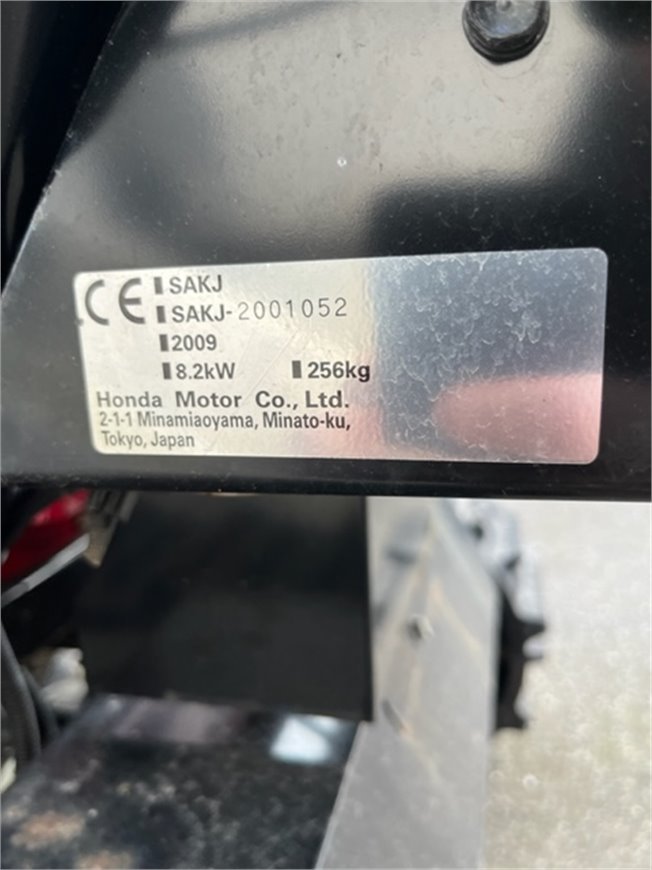 CE
SAKJ
SAKJ-2001052
2009
8.2kW 256kg
Honda Motor Co., Ltd.
2-1-1 Minamiaoyama, Minato-ku,
Tokyo, Japan